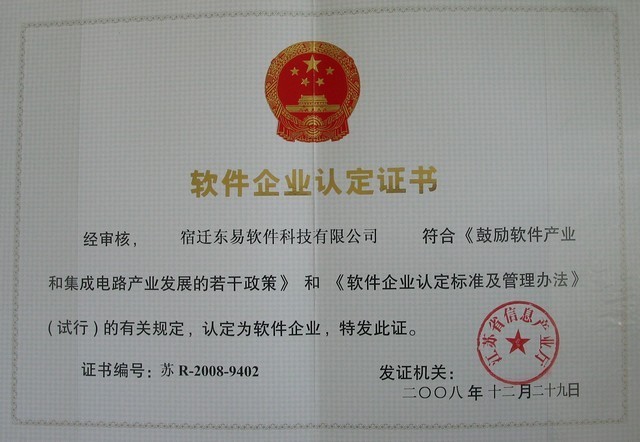 软件企业认定证书
经审核， 宿迁东易软件科技有限公司 符合《鼓励软件产业
和集成电路产业发展的若干政策》和《软件企业认定标准及管理办法》
（试行）的有关规定，认定为软件企业，特发此证。
江苏省信息产业厅
证书编号：苏 R-2008-9402
发证机关：
二〇〇八 年 十二 月 二十九日